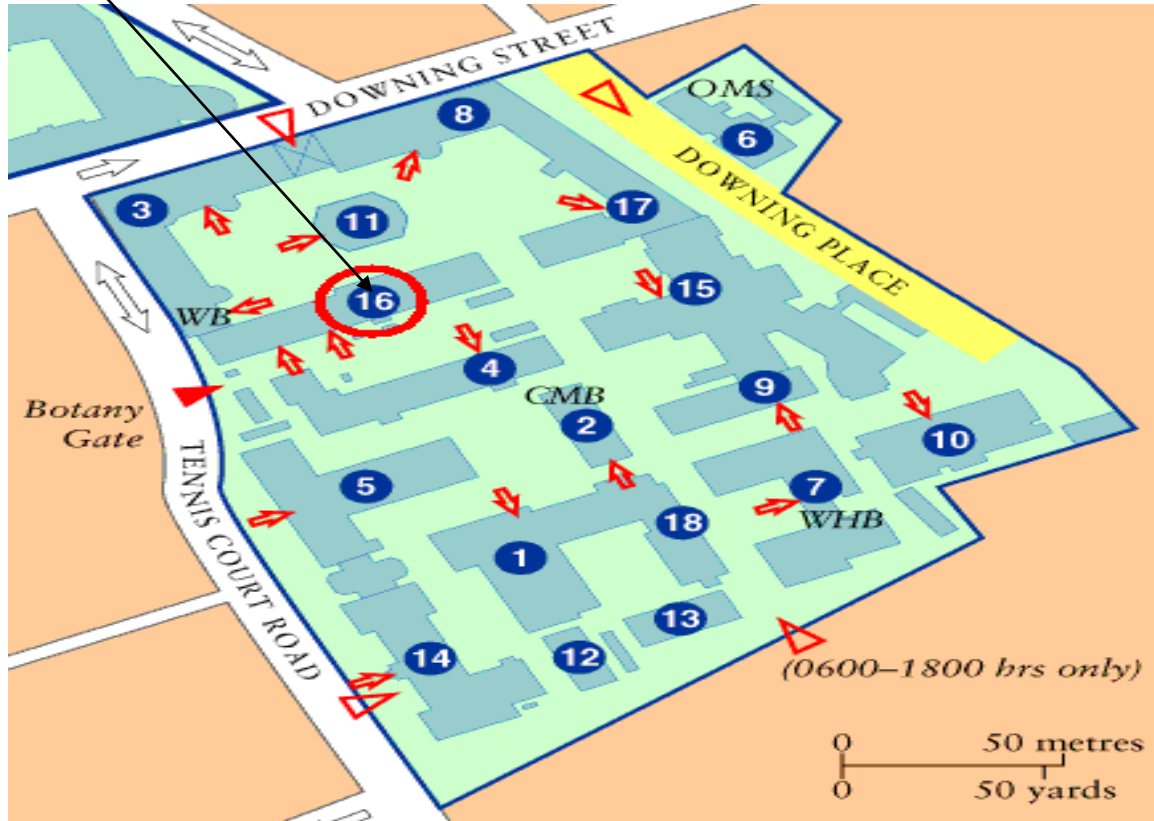 DOWNING STREET
OMS
8
6
DOWNING PLACE
3
11
17
16
15
WB
4
9
CMB
2
10
Botany
Gate
5
7
TENNIS COURT ROAD
18
WHB
1
13
14
12
(0600–1800 hrs only)
0 50 metres
0 50 yards